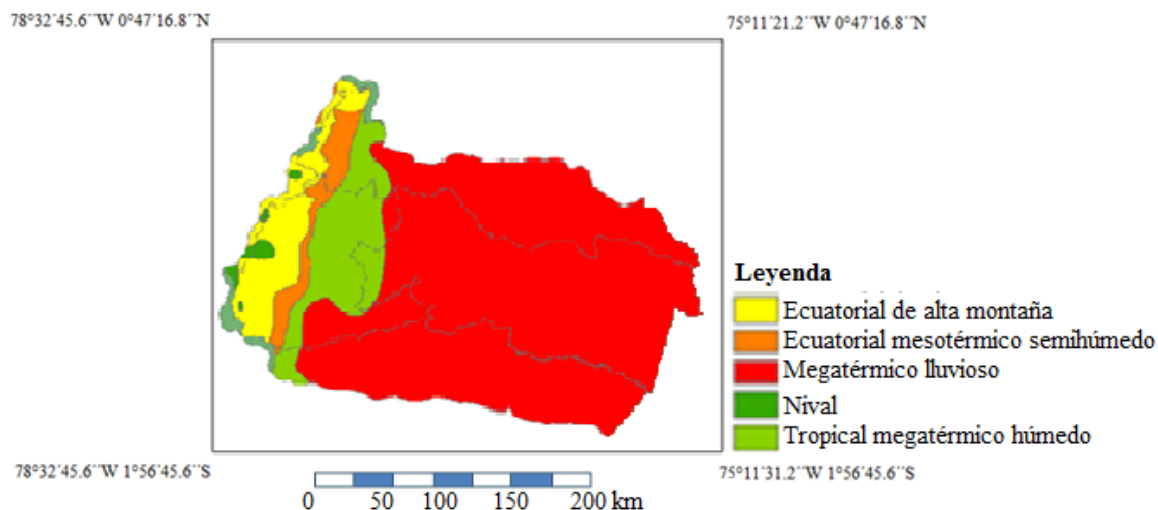 78°32´45.6´´W 0°47´16.8´´N
75°11´21.2´´W 0°47´16.8´´N
Leyenda
Ecuatorial de alta montaña
Ecuatorial mesotérmico semihúmedo
Megatérmico lluvioso
Nival
Tropical megatérmico húmedo
78°32´45.6´´W 1°56´45.6´´S
75°11´31.2´´W 1°56´45.6´´S
0 50 100 150 200 km